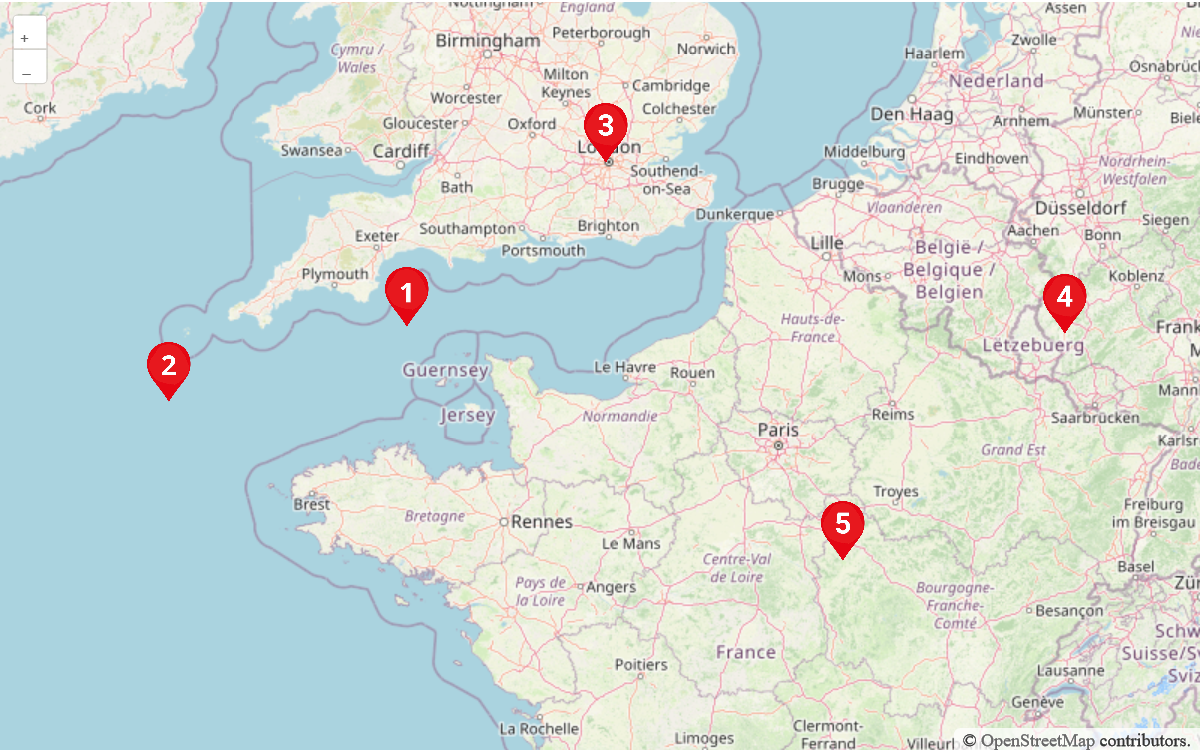 Nottingham
England
Assen
+
Birmingham
Peterborough
Norwich
Zwolle
Haarlem
Cymru /
Wales
Osnabrück
–
Milton
Keynes
Cambridge
Nederland
Worcester
Colchester
Cork
Den Haag
Münster
Gloucester
Oxford
Arnhem
Biele
3
London
Swansea
Cardiff
Middelburg
Eindhoven
Nordrhein-
Westfalen
Southend-
on-Sea
Bath
Brugge
Vlaanderen
Düsseldorf
Dunkerque
Siegen
Exeter
Southampton
Brighton
Aachen
Bonn
Portsmouth
Lille
België /
Belgique /
Belgien
Plymouth
Mons
Koblenz
1
4
Hauts-de-
France
Frank
Lëtzebuerg
M
2
Guernsey
Le Havre
Rouen
Mann
Jersey
Normandie
Reims
Saarbrücken
Paris
Karlsr
Grand Est
Bade
Troyes
Brest
Bretagne
Rennes
5
Freiburg
im Breisgau
Le Mans
Centre-Val
de Loire
Basel
Pays de
la Loire
Angers
Bourgogne-
Franche-
Comté
Zür
Besançon
Schw
Suisse/Sv
Sviz
France
Poitiers
Lausanne
Genève
La Rochelle
Limoges
Clermont-
Ferrand
Villeurb
© OpenStreetMap contributors.